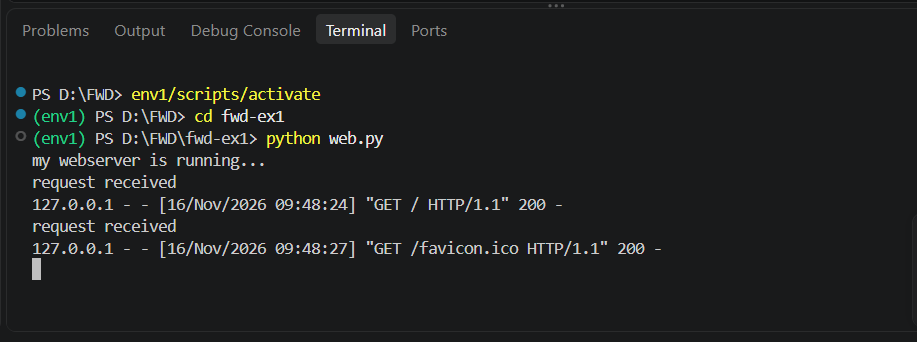 Problems Output Debug Console Terminal Ports
PS D:\FWD> env1/scripts/activate
(env1) PS D:\FWD> cd fwd-ex1
(env1) PS D:\FWD\fwd-ex1> python web.py
my webserver is running...
request received
127.0.0.1 - - [16/Nov/2026 09:48:24] "GET / HTTP/1.1" 200 -
request received
127.0.0.1 - - [16/Nov/2026 09:48:27] "GET /favicon.ico HTTP/1.1" 200 -